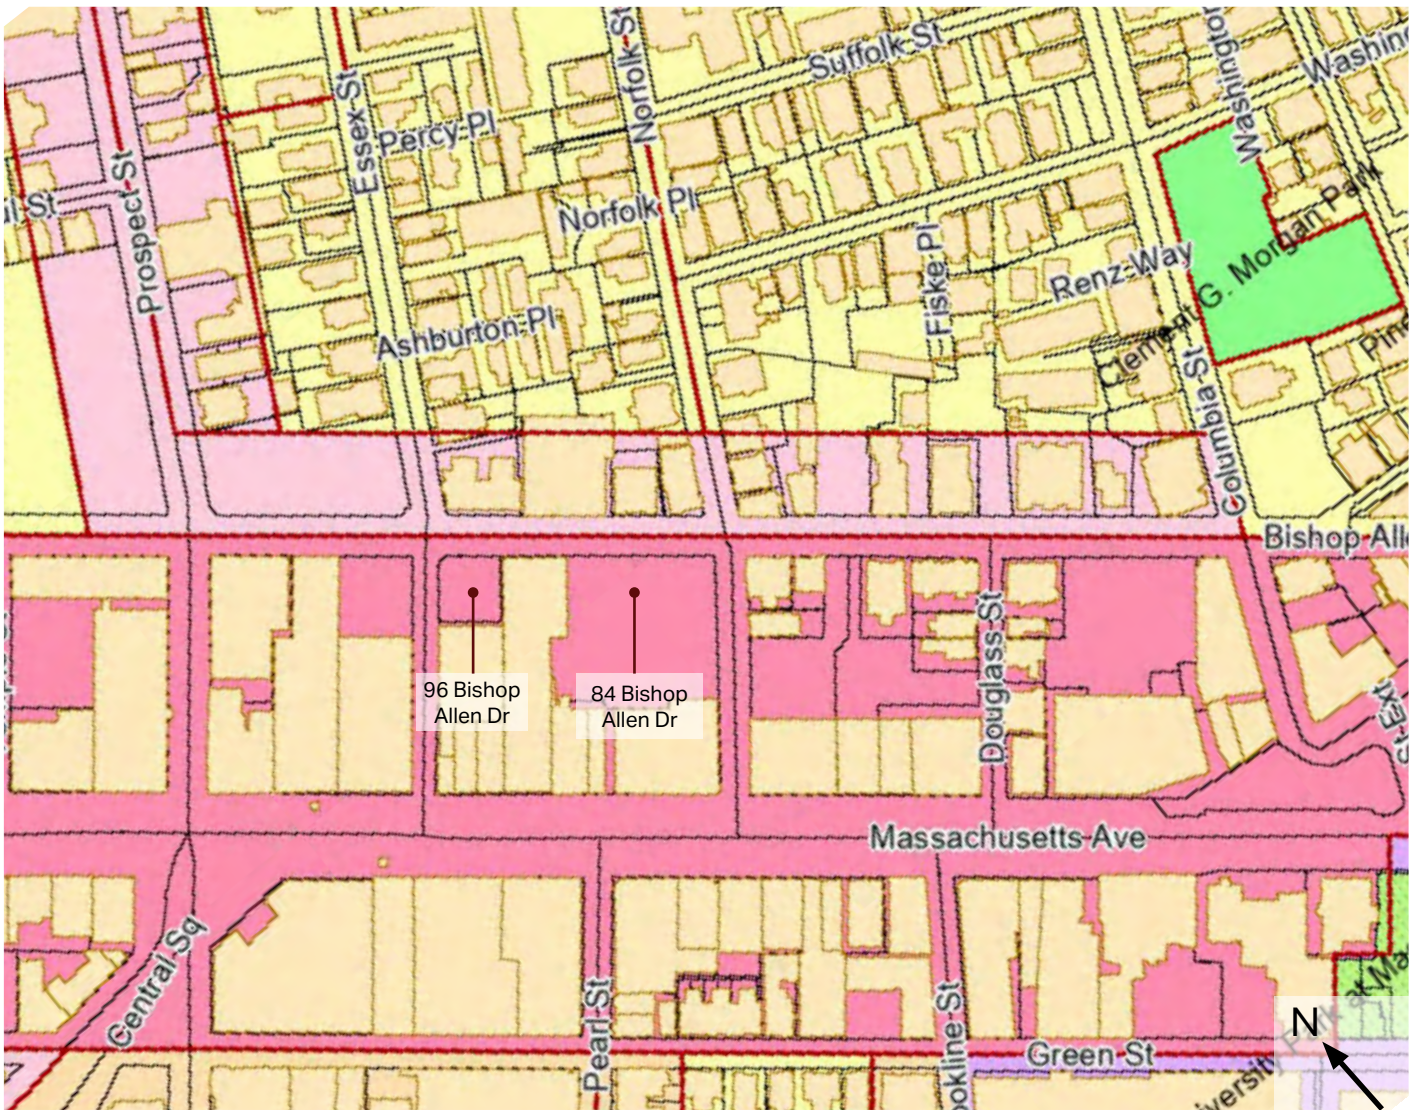 Suffolk St
Norfolk St
Washington
Essex St
Percy Pl
Prospect St
Norfolk Pl
Fiske Pl
Renz Way
Clement G. Morgan Park
Ashburton Pl
Columbia St
Bishop All
96 Bishop
Allen Dr
84 Bishop
Allen Dr
Douglass St
St Ext
Massachusetts Ave
Central Sq
Pearl St
Green St
N